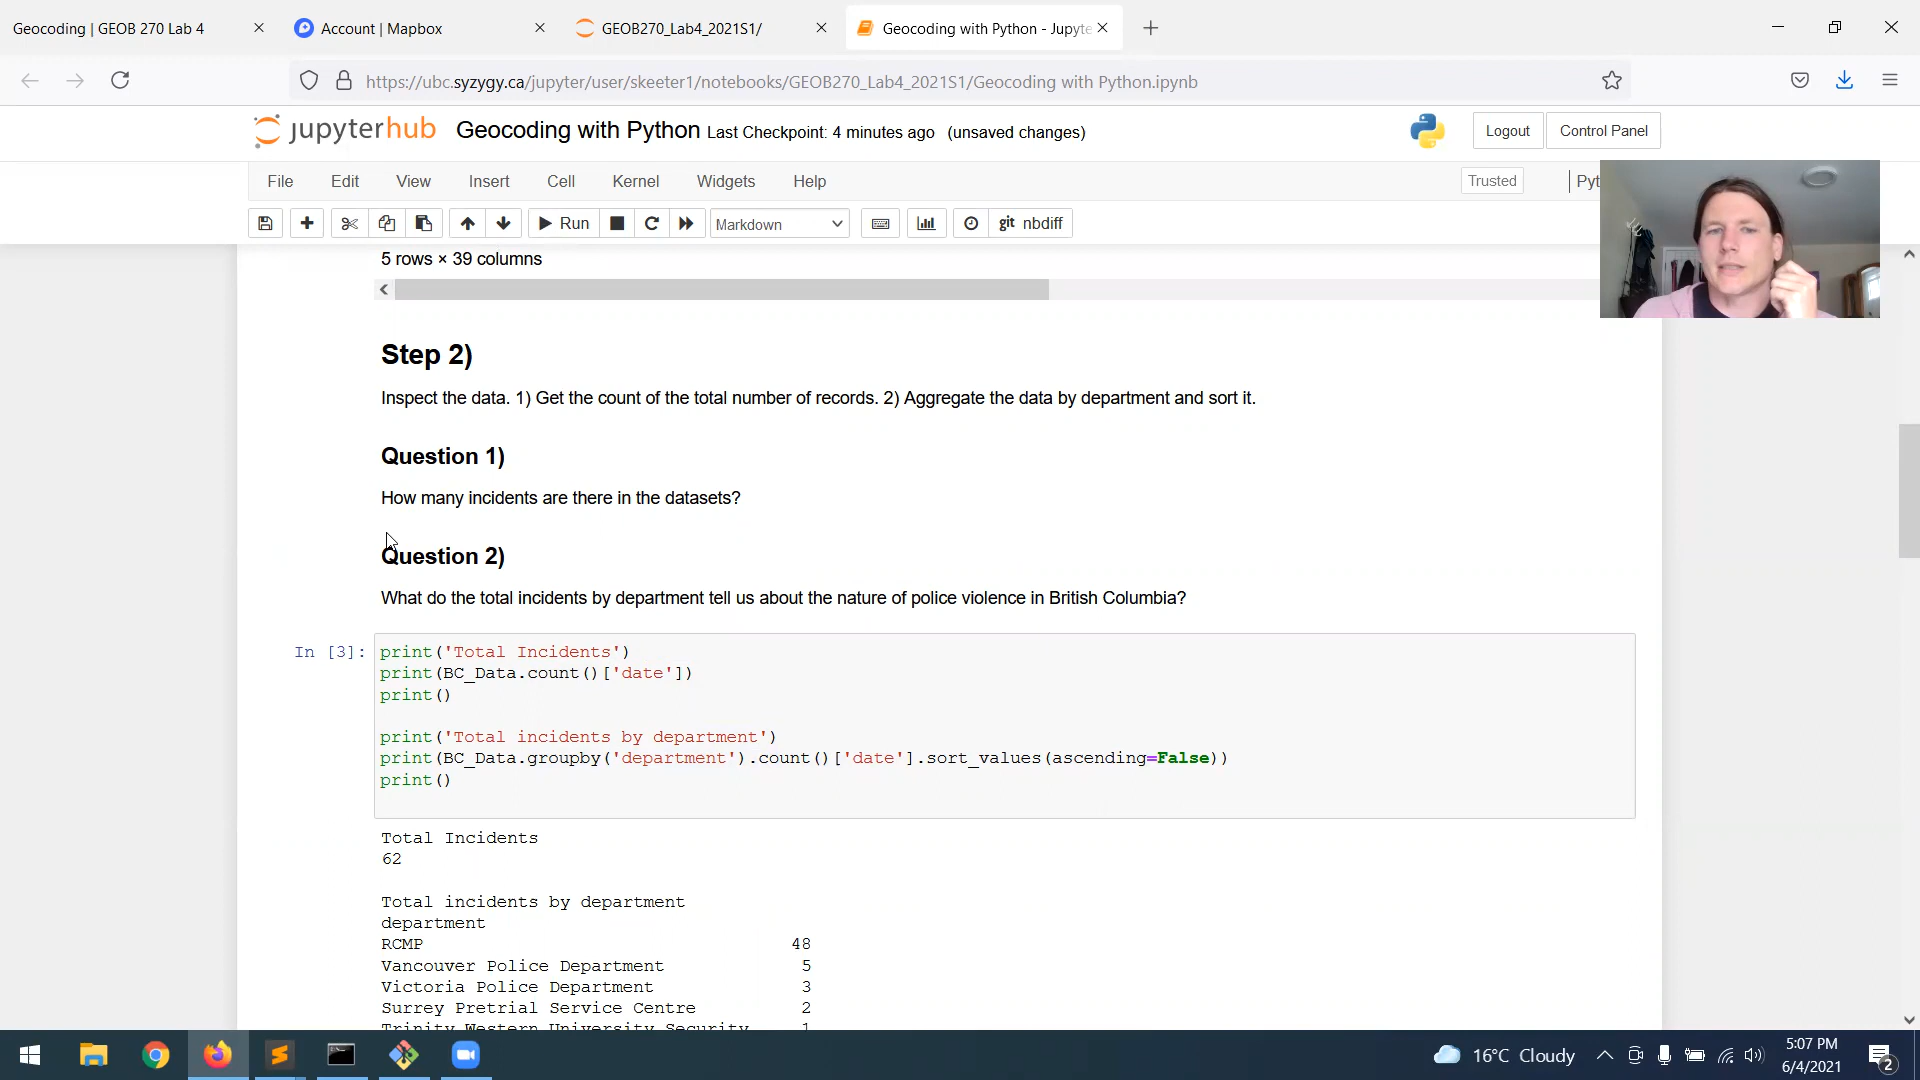 Geocoding | GEOB 270 Lab 4
Account | Mapbox
GEOB270_Lab4_2021S1/
Geocoding with Python - Jupyte
https://ubc.syzygy.ca/jupyter/user/skeeter1/notebooks/GEOB270_Lab4_2021S1/Geocoding with Python.ipynb
jupyterhub Geocoding with Python Last Checkpoint: 4 minutes ago (unsaved changes)
Logout
Control Panel
File Edit View Insert Cell Kernel Widgets Help
Trusted
Pyt
Run
Markdown
git nbdiff
5 rows × 39 columns
Step 2)
Inspect the data. 1) Get the count of the total number of records. 2) Aggregate the data by department and sort it.
Question 1)
How many incidents are there in the datasets?
Question 2)
What do the total incidents by department tell us about the nature of police violence in British Columbia?
In [3]: print('Total Incidents')
print(BC_Data.count()['date'])
print()
print('Total incidents by department')
print(BC_Data.groupby('department').count()['date'].sort_values(ascending=False))
print()
Total Incidents
62
Total incidents by department
department
RCMP 48
Vancouver Police Department 5
Victoria Police Department 3
Surrey Pretrial Service Centre 2
Trinity Western University Security 1
16°C Cloudy
5:07 PM
6/4/2021
2